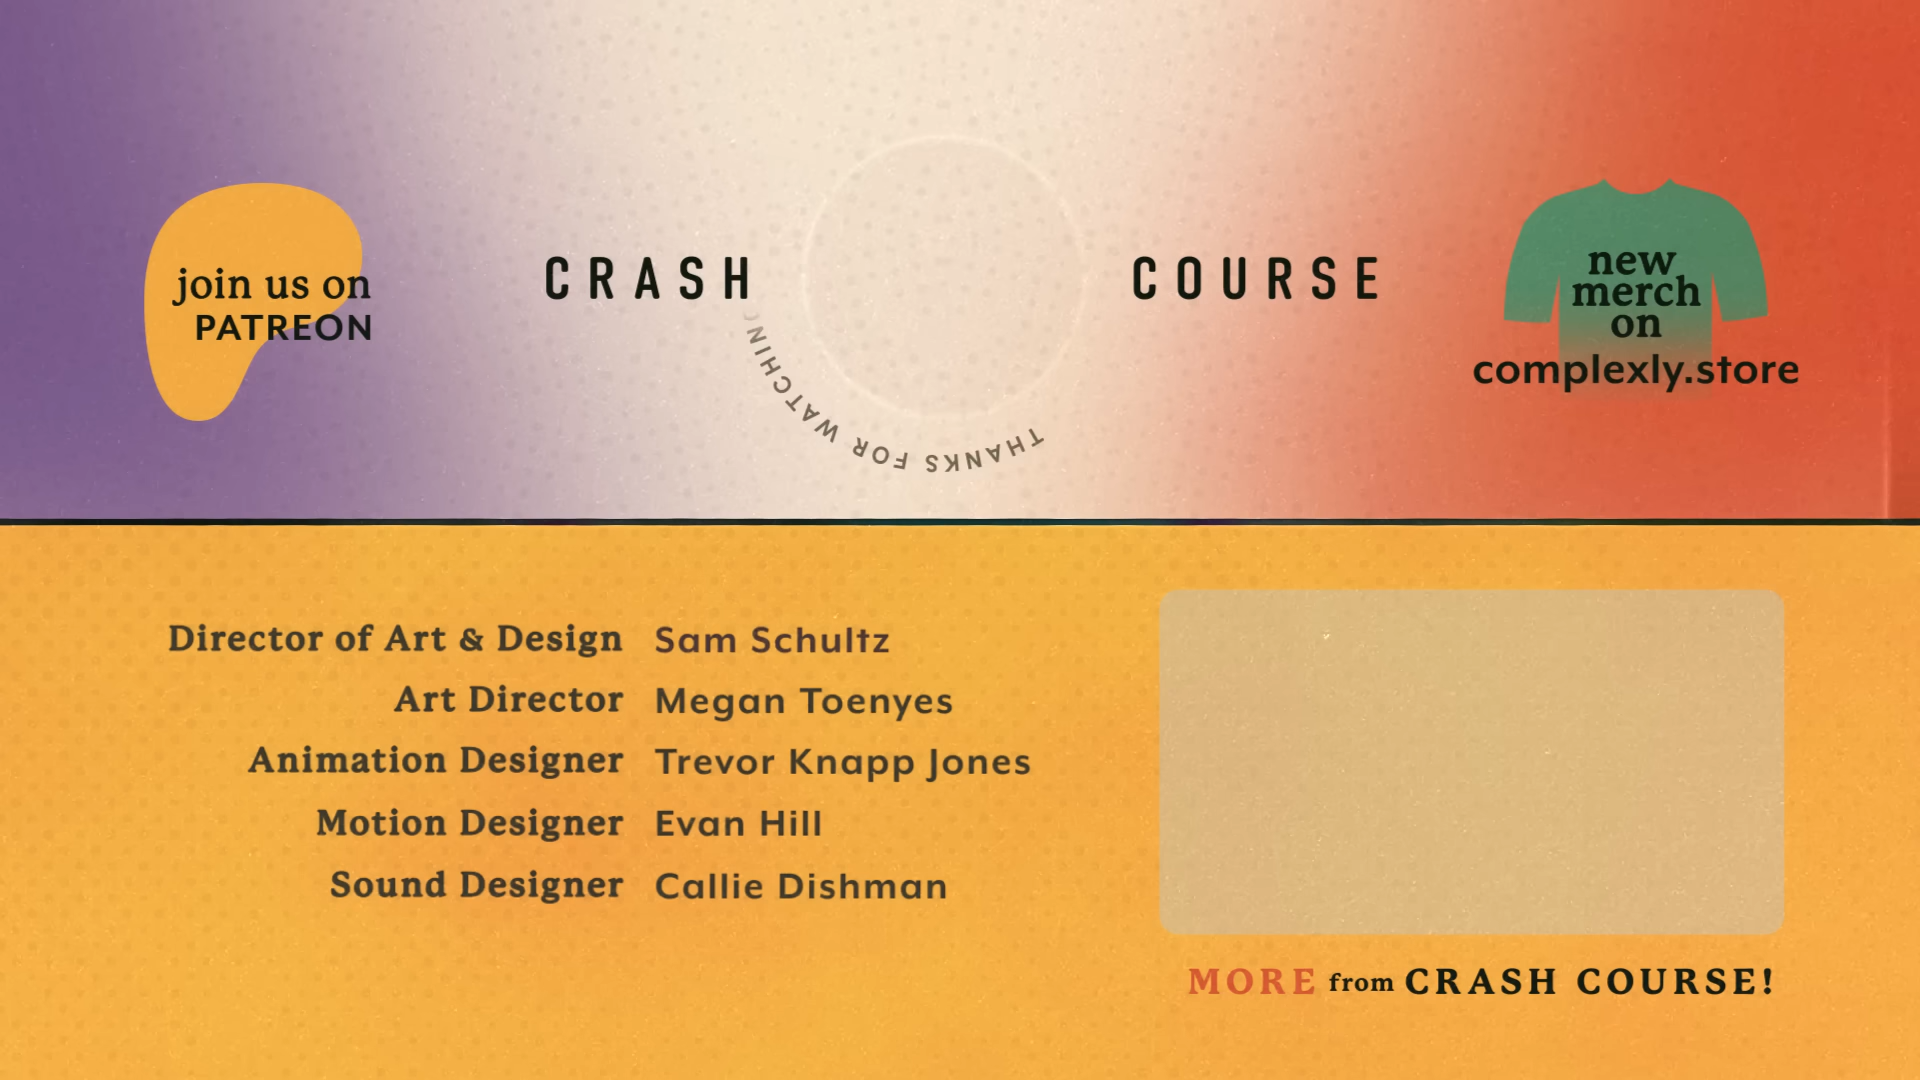 join us on
PATREON
CRASH
COURSE
THANKS FOR WATCHING
new
merch
on
complexly.store
Director of Art & Design Sam Schultz
Art Director Megan Toenyes
Animation Designer Trevor Knapp Jones
Motion Designer Evan Hill
Sound Designer Callie Dishman
MORE from CRASH COURSE!